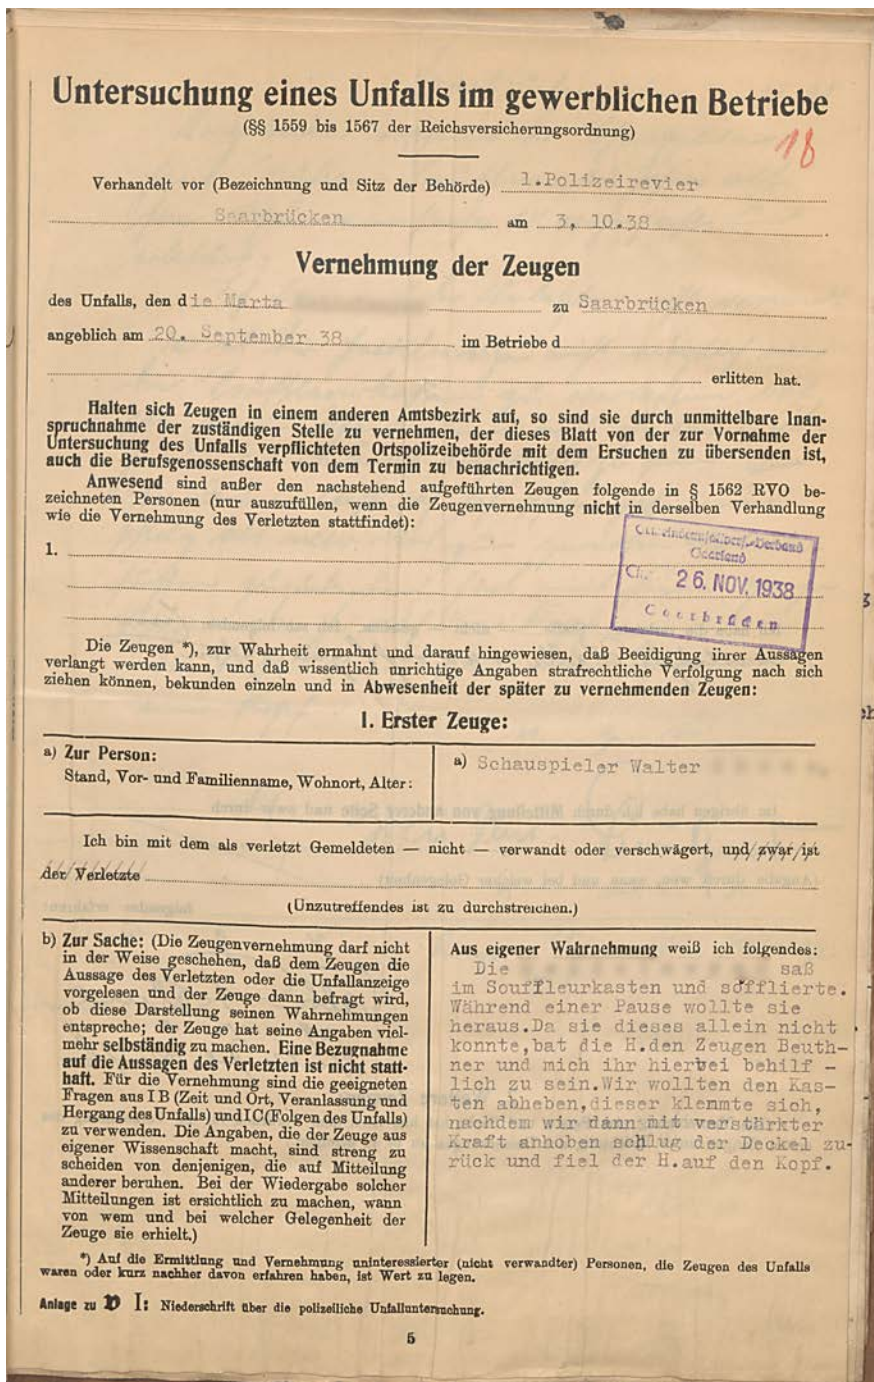 Untersuchung eines Unfalls im gewerblichen Betriebe
(§§ 1559 bis 1567 der Reichsversicherungsordnung)
18
Verhandelt vor (Bezeichnung und Sitz der Behörde) 1.Polizeirevier
Saarbrücken am 3. 10.38
Vernehmung der Zeugen
des Unfalls, den die Marta zu Saarbrücken
angeblich am 20. September 38 im Betriebe d
erlitten hat.
Halten sich Zeugen in einem anderen Amtsbezirk auf, so sind sie durch unmittelbare Inan-
spruchnahme der zuständigen Stelle zu vernehmen, der dieses Blatt von der zur Vornahme der
Untersuchung des Unfalls verpflichteten Ortspolizeibehörde mit dem Ersuchen zu übersenden ist,
auch die Berufsgenossenschaft von dem Termin zu benachrichtigen.
Anwesend sind außer den nachstehend aufgeführten Zeugen folgende in § 1562 RVO be-
zeichneten Personen (nur auszufüllen, wenn die Zeugenvernehmung nicht in derselben Verhandlung
wie die Vernehmung des Verletzten stattfindet):
1.
26. NOV. 1938
Die Zeugen *), zur Wahrheit ermahnt und darauf hingewiesen, daß Beeidigung ihrer Aussagen
verlangt werden kann, und daß wissentlich unrichtige Angaben strafrechtliche Verfolgung nach sich
ziehen können, bekunden einzeln und in Abwesenheit der später zu vernehmenden Zeugen:
I. Erster Zeuge:
a) Zur Person:
Stand, Vor- und Familienname, Wohnort, Alter:
a) Schauspieler Walter
Ich bin mit dem als verletzt Gemeldeten — nicht — verwandt oder verschwägert, und zwar ist
der Verletzte
(Unzutreffendes ist zu durchstreichen.)
b) Zur Sache: (Die Zeugenvernehmung darf nicht
in der Weise geschehen, daß dem Zeugen die
Aussage des Verletzten oder die Unfallanzeige
vorgelesen und der Zeuge dann befragt wird,
ob diese Darstellung seinen Wahrnehmungen
entspreche; der Zeuge hat seine Angaben viel-
mehr selbständig zu machen. Eine Bezugnahme
auf die Aussagen des Verletzten ist nicht statt-
haft. Für die Vernehmung sind die geeigneten
Fragen aus I B (Zeit und Ort, Veranlassung und
Hergang des Unfalls) und I C (Folgen des Unfalls)
zu verwenden. Die Angaben, die der Zeuge aus
eigener Wissenschaft macht, sind streng zu
scheiden von denjenigen, die auf Mitteilung
anderer beruhen. Bei der Wiedergabe solcher
Mitteilungen ist ersichtlich zu machen, wann
von wem und bei welcher Gelegenheit der
Zeuge sie erhielt.)
Aus eigener Wahrnehmung weiß ich folgendes:
Die saß
im Souffleurkasten und soufflierte.
Während einer Pause wollte sie
heraus.Da sie dieses allein nicht
konnte,bat die H.den Zeugen Beuth-
ner und mich ihr hierbei behilf -
lich zu sein.Wir wollten den Kas-
ten abheben,dieser klemmte sich,
nachdem wir dann mit verstärkter
Kraft anhoben schlug der Deckel zu-
rück und fiel der H.auf den Kopf.
*) Auf die Ermittlung und Vernehmung uninteressierter (nicht verwandter) Personen, die Zeugen des Unfalls
waren oder kurz nachher davon erfahren haben, ist Wert zu legen.
Anlage zu V I: Niederschrift über die polizeiliche Unfalluntersuchung.
5